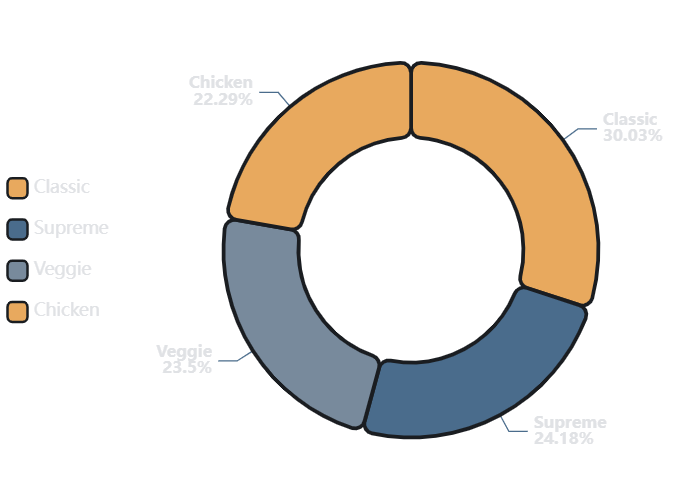 Chicken
22.29%
Classic
30.03%
Classic
Supreme
Veggie
Chicken
Veggie
23.5%
Supreme
24.18%